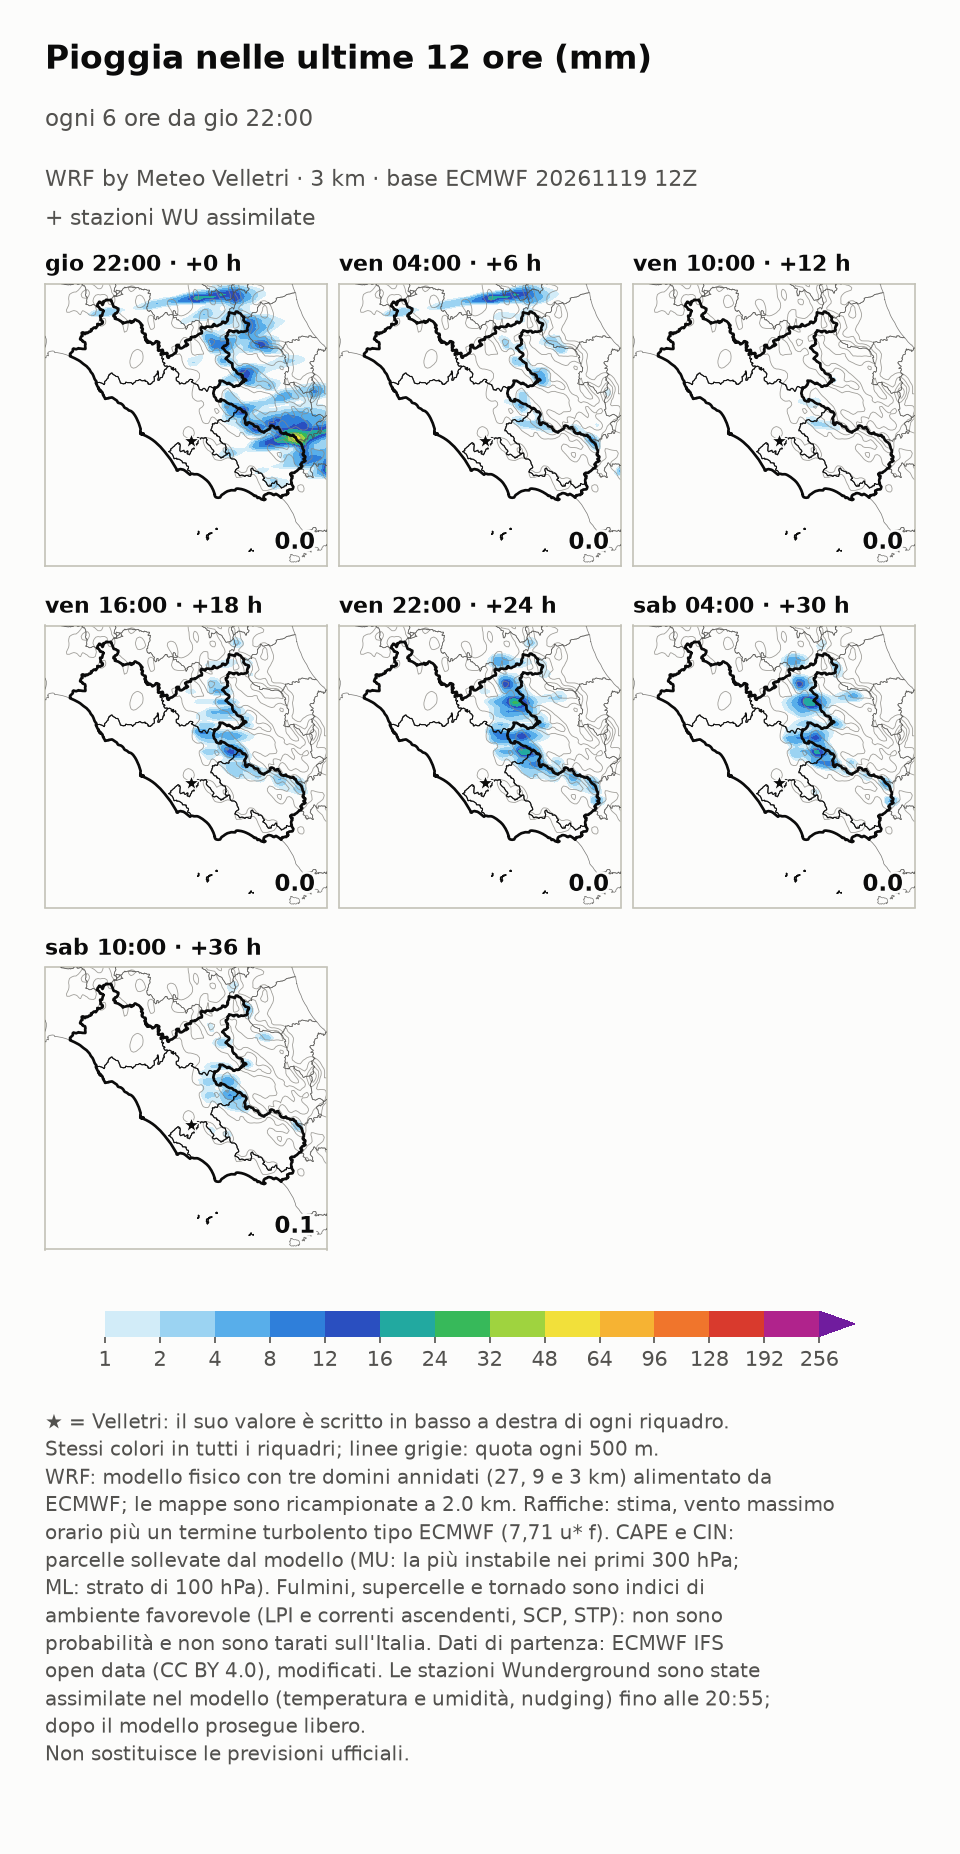 Pioggia nelle ultime 12 ore (mm)
ogni 6 ore da gio 22:00
WRF by Meteo Velletri · 3 km · base ECMWF 20261119 12Z
+ stazioni WU assimilate
gio 22:00 · +0 h
ven 04:00 · +6 h
ven 10:00 · +12 h
0.0
0.0
0.0
ven 16:00 · +18 h
ven 22:00 · +24 h
sab 04:00 · +30 h
0.0
0.0
0.0
sab 10:00 · +36 h
0.1
1 2 4 8 12 16 24 32 48 64 96 128 192 256
★ = Velletri: il suo valore è scritto in basso a destra di ogni riquadro.
Stessi colori in tutti i riquadri; linee grigie: quota ogni 500 m.
WRF: modello fisico con tre domini annidati (27, 9 e 3 km) alimentato da
ECMWF; le mappe sono ricampionate a 2.0 km. Raffiche: stima, vento massimo
orario più un termine turbolento tipo ECMWF (7,71 u* f). CAPE e CIN:
parcelle sollevate dal modello (MU: la più instabile nei primi 300 hPa;
ML: strato di 100 hPa). Fulmini, supercelle e tornado sono indici di
ambiente favorevole (LPI e correnti ascendenti, SCP, STP): non sono
probabilità e non sono tarati sull'Italia. Dati di partenza: ECMWF IFS
open data (CC BY 4.0), modificati. Le stazioni Wunderground sono state
assimilate nel modello (temperatura e umidità, nudging) fino alle 20:55;
dopo il modello prosegue libero.
Non sostituisce le previsioni ufficiali.